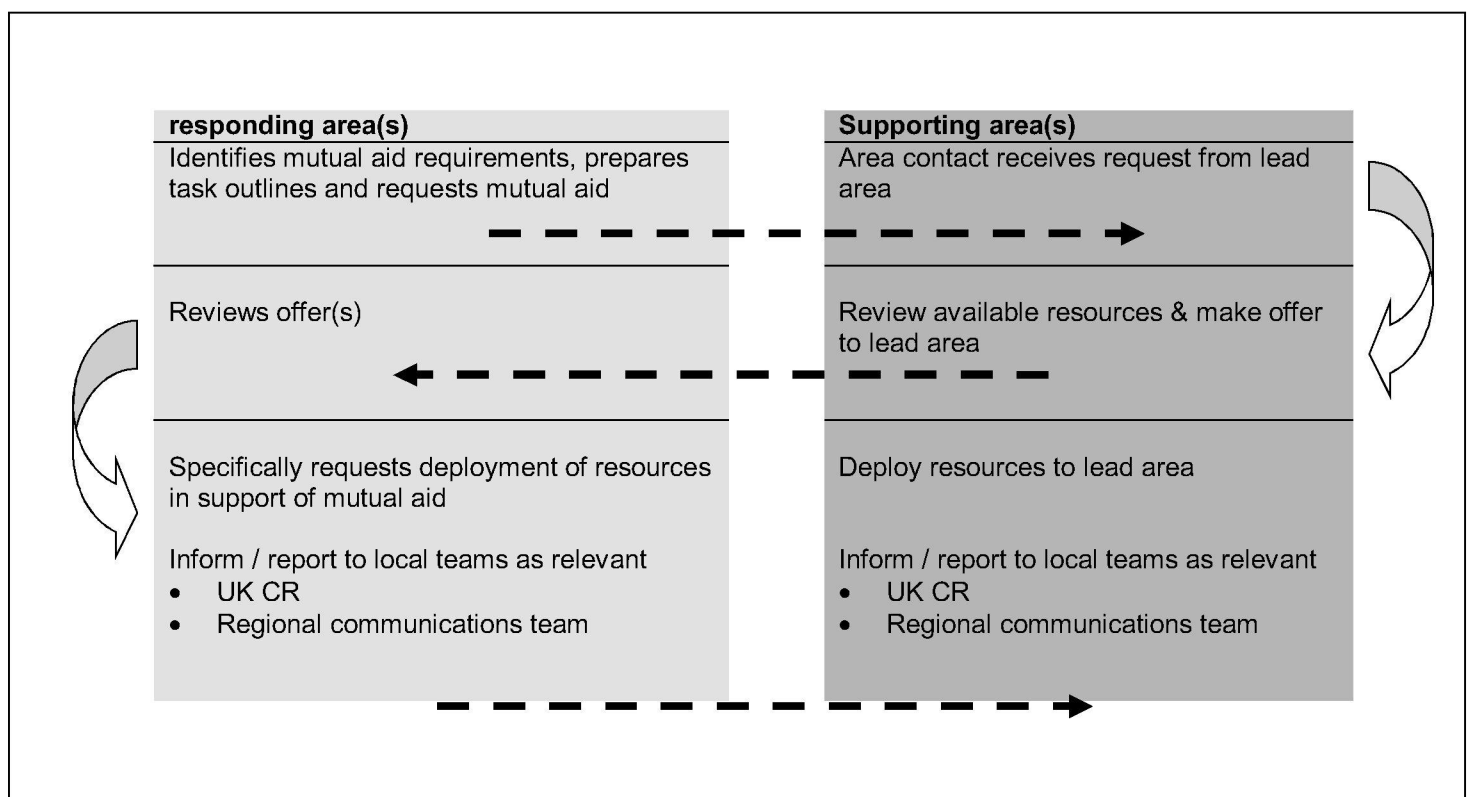 responding area(s)
Identifies mutual aid requirements, prepares
task outlines and requests mutual aid
Supporting area(s)
Area contact receives request from lead
area
Reviews offer(s)
Review available resources & make offer
to lead area
Specifically requests deployment of resources
in support of mutual aid
Inform / report to local teams as relevant
• UK CR
• Regional communications team
Deploy resources to lead area
Inform / report to local teams as relevant
• UK CR
• Regional communications team